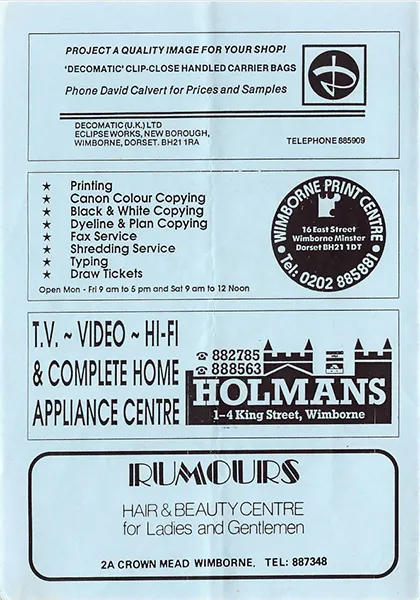 PROJECT A QUALITY IMAGE FOR YOUR SHOP!
'DECOMATIC' CLIP-CLOSE HANDLED CARRIER BAGS
Phone David Calvert for Prices and Samples
DECOMATIC (U.K.) LTD
ECLIPSE WORKS, NEW BOROUGH,
WIMBORNE, DORSET. BH21 1RA
TELEPHONE 885909
★ Printing
★ Canon Colour Copying
★ Black & White Copying
★ Dyeline & Plan Copying
★ Fax Service
★ Shredding Service
★ Typing
★ Draw Tickets
Open Mon - Fri 9 am to 5 pm and Sat 9 am to 12 Noon
• WIMBORNE PRINT CENTRE •
16 East Street
Wimborne Minster
Dorset BH21 1DT
Tel: 0202 885881
T.V. ~ VIDEO ~ HI-FI
& COMPLETE HOME
APPLIANCE CENTRE
☎ 882785
☎ 888563
HOLMANS
1-4 King Street, Wimborne
RUMOURS
HAIR & BEAUTY CENTRE
for Ladies and Gentlemen
2A CROWN MEAD WIMBORNE. TEL: 887348